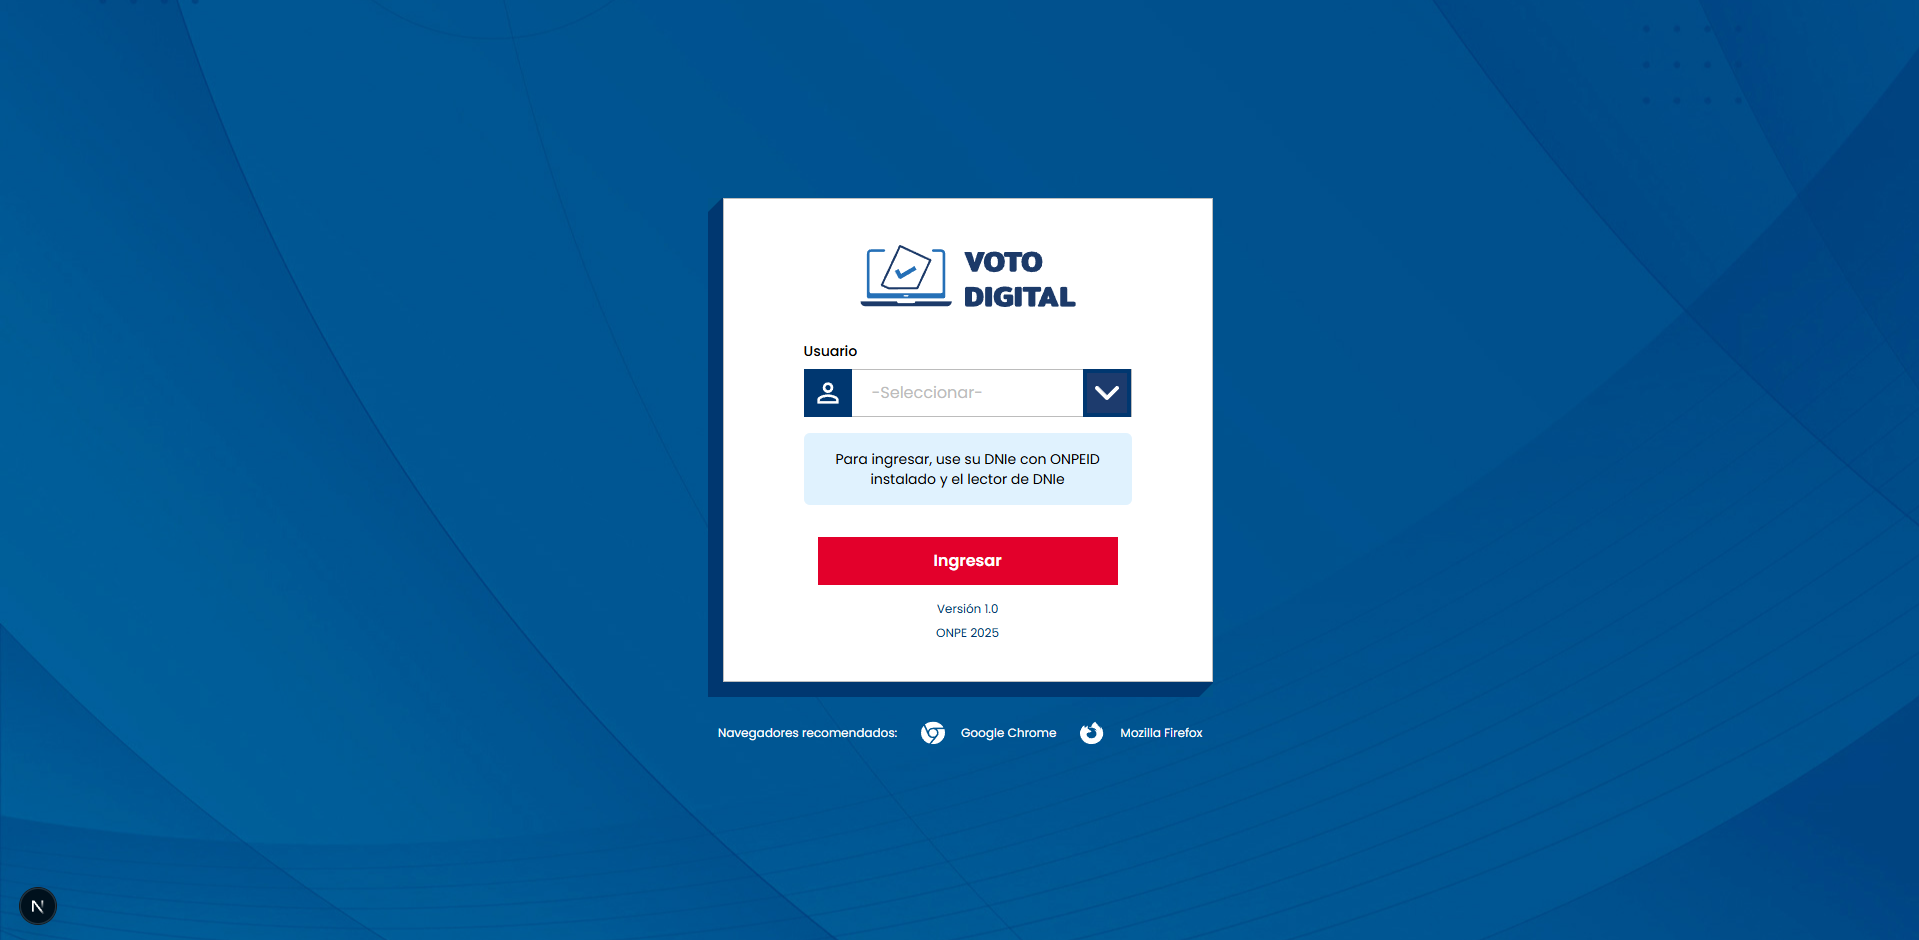 VOTO
DIGITAL
Usuario
-Seleccionar-
Para ingresar, use su DNIe con ONPEID
instalado y el lector de DNIe
Ingresar
Versión 1.0
ONPE 2025
Navegadores recomendados: Google Chrome Mozilla Firefox
N